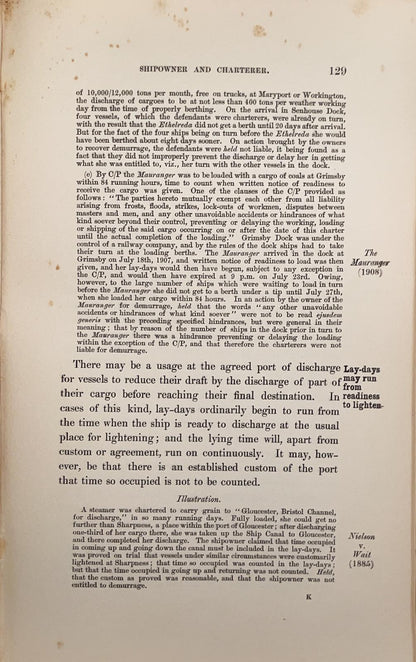 SHIPOWNER AND CHARTERER. 129
of 10,000/12,000 tons per month, free on trucks, at Maryport or Workington,
the discharge of cargoes to be at not less than 400 tons per weather working
day from the time of properly berthing. On the arrival in Senhouse Dock,
four vessels, of which the defendants were charterers, were already on turn,
with the result that the Ethelreda did not get a berth until 20 days after arrival.
But for the fact of the four ships being on turn before the Ethelreda she would
have been berthed about eight days sooner. On action brought by the owners
to recover demurrage, the defendants were held not liable, it being found as a
fact that they did not improperly prevent the discharge or delay her in getting
what she was entitled to, viz., her turn with the other vessels in the dock.
(e) By C/P the Mauranger was to be loaded with a cargo of coals at Grimsby
within 84 running hours, time to count when written notice of readiness to
receive the cargo was given. One of the clauses of the C/P provided as
follows: "The parties hereto mutually exempt each other from all liability
arising from frosts, floods, strikes, lock-outs of workmen, disputes between
masters and men, and any other unavoidable accidents or hindrances of what
kind soever beyond their control, preventing or delaying the working, loading
or shipping of the said cargo occurring on or after the date of this charter
until the actual completion of the loading." Grimsby Dock was under the
control of a railway company, and by the rules of the dock ships had to take
their turn at the loading berths. The Mauranger arrived in the dock at
Grimsby on July 18th, 1907, and written notice of readiness to load was then
given, and her lay-days would then have begun, subject to any exception in
the C/P, and would then have expired at 9 p.m. on July 23rd. Owing,
however, to the large number of ships which were waiting to load in turn
before the Mauranger she did not get to a berth under a tip until July 27th,
when she loaded her cargo within 84 hours. In an action by the owner of the
Mauranger for demurrage, held that the words "any other unavoidable
accidents or hindrances of what kind soever" were not to be read ejusdem
generis with the preceding specified hindrances, but were general in their
meaning; that by reason of the number of ships in the dock prior in turn to
the Mauranger there was a hindrance preventing or delaying the loading
within the exception of the C/P, and that therefore the charterers were not
liable for demurrage.
The
Mauranger
(1908)
There may be a usage at the agreed port of discharge
for vessels to reduce their draft by the discharge of part of
their cargo before reaching their final destination. In
cases of this kind, lay-days ordinarily begin to run from
the time when the ship is ready to discharge at the usual
place for lightening; and the lying time will, apart from
custom or agreement, run on continuously. It may, how-
ever, be that there is an established custom of the port
that time so occupied is not to be counted.
Lay-days
may run
from
readiness
to lighten.
Illustration.
A steamer was chartered to carry grain to "Gloucester, Bristol Channel,
for discharge," in so many running days. Fully loaded, she could get no
further than Sharpness, a place within the port of Gloucester; after discharging
one-third of her cargo there, she was taken up the Ship Canal to Gloucester,
and there completed her discharge. The shipowner claimed that time occupied
in coming up and going down the canal must be included in the lay-days. It
was proved on trial that vessels under similar circumstances were customarily
lightened at Sharpness; that time so occupied was counted in the lay-days;
but that the time occupied in going up and returning was not counted. Held,
that the custom as proved was reasonable, and that the shipowner was not
entitled to demurrage.
Nielson
v.
Wait
(1885)
K